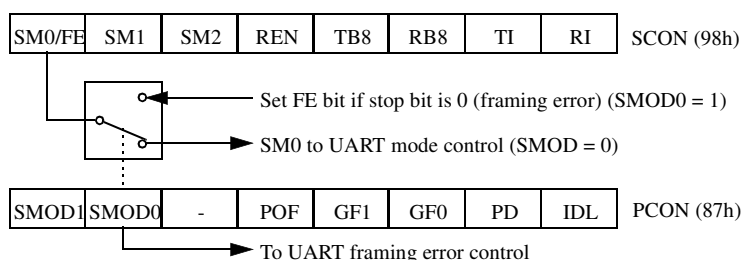 SM0/FE SM1 SM2 REN TB8 RB8 TI RI SCON (98h)
Set FE bit if stop bit is 0 (framing error) (SMOD0 = 1)
SM0 to UART mode control (SMOD = 0)
SMOD1 SMOD0 - POF GF1 GF0 PD IDL PCON (87h)
To UART framing error control